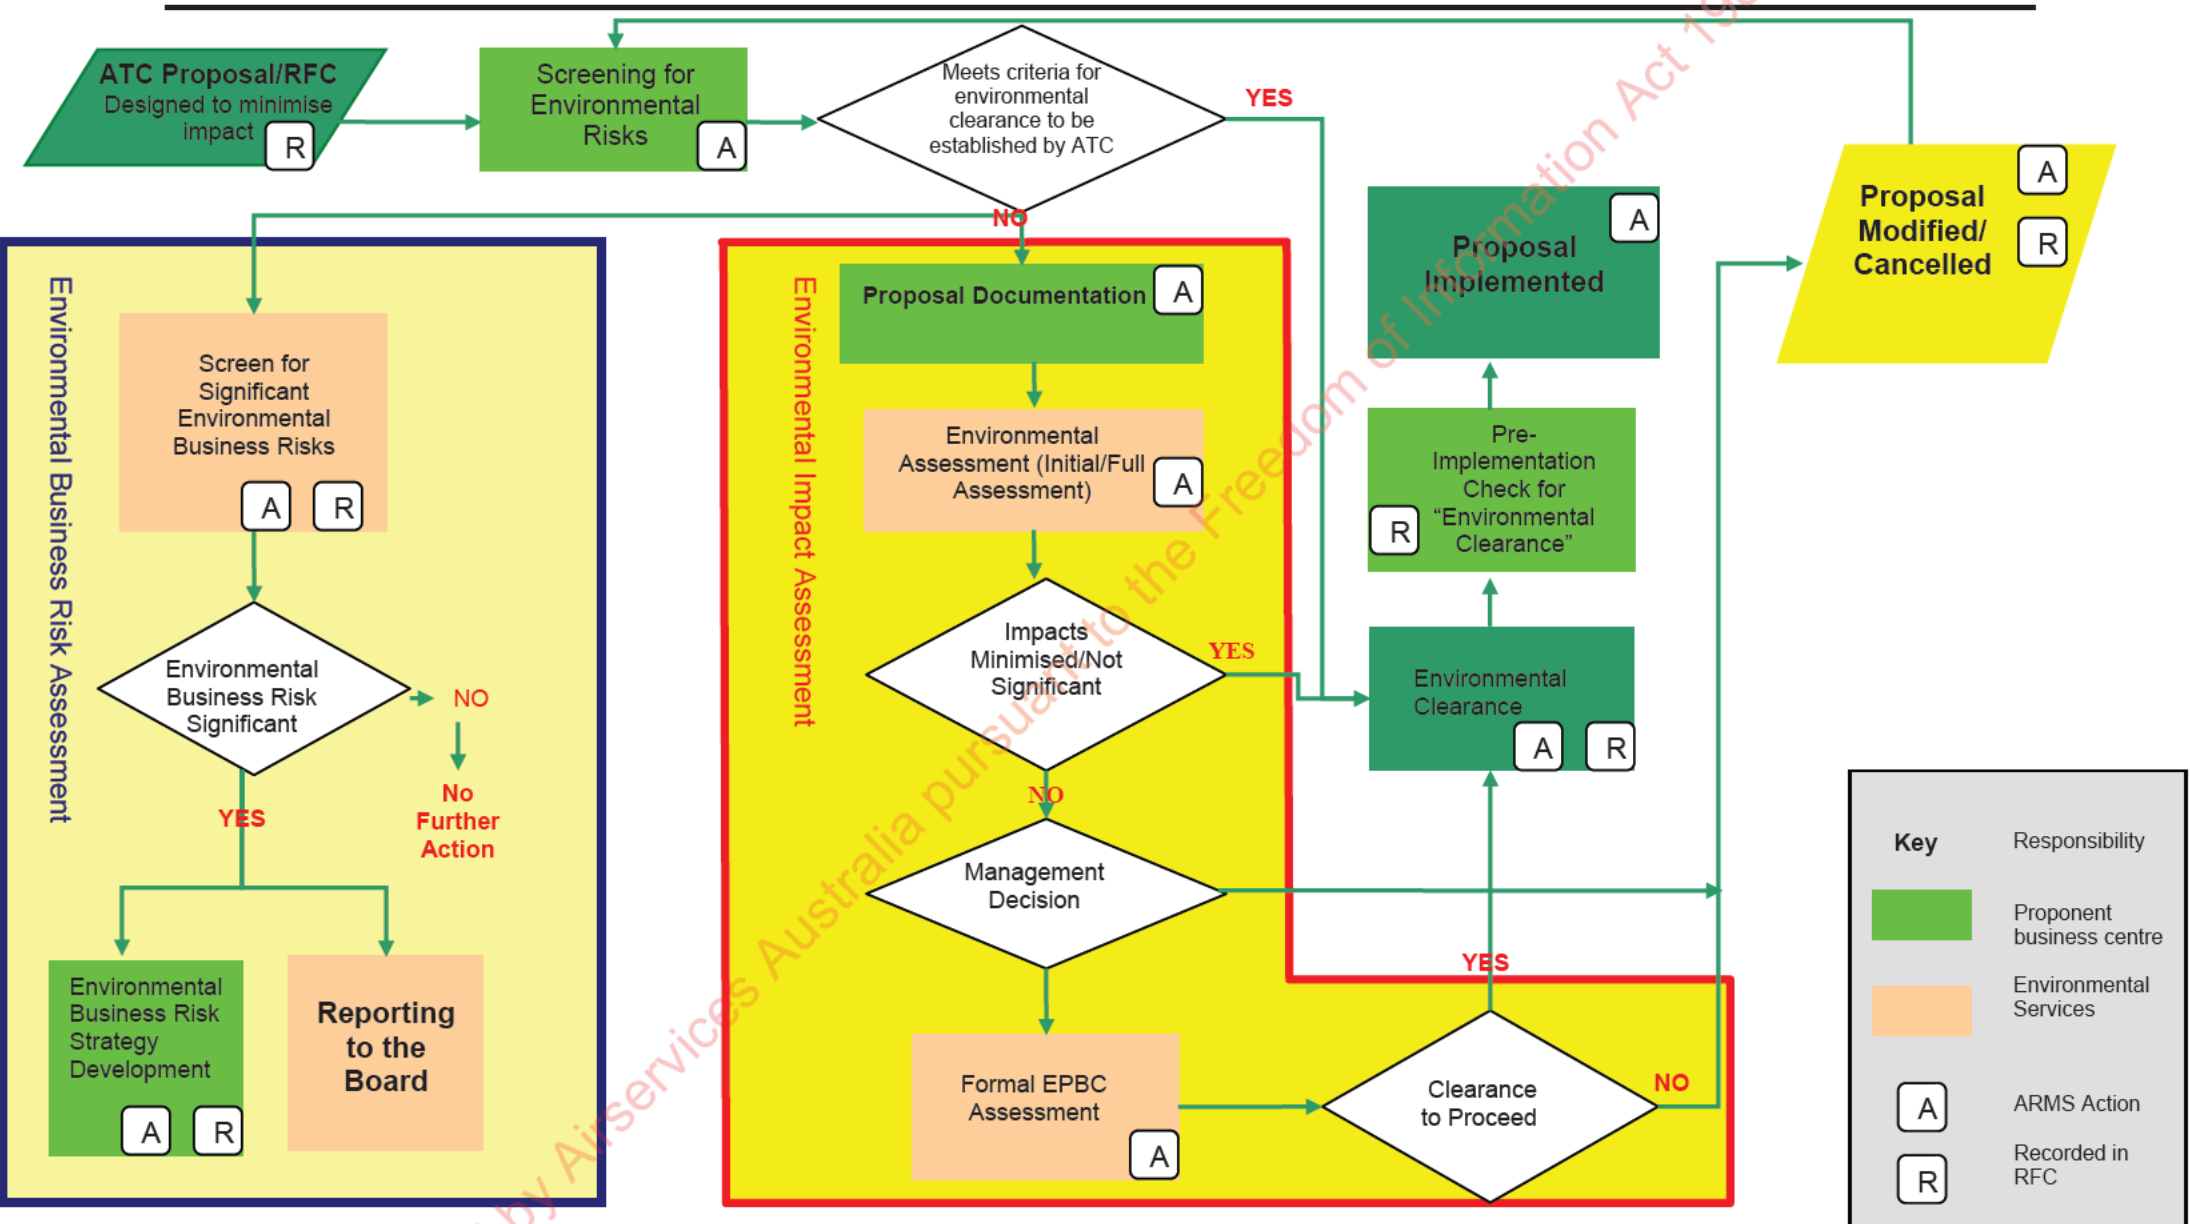 ATC Proposal/RFC
Designed to minimise
impact
R
Screening for
Environmental
Risks
A
Meets criteria for
environmental
clearance to be
established by ATC
YES
NO
Proposal
Modified/
Cancelled
A
R
Environmental Business Risk Assessment
Screen for
Significant
Environmental
Business Risks
A
R
Environmental
Business Risk
Significant
NO
No
Further
Action
YES
Environmental
Business Risk
Strategy
Development
A
R
Reporting
to the
Board
Environmental Impact Assessment
Proposal Documentation
A
Environmental
Assessment (Initial/Full
Assessment)
A
Impacts
Minimised/Not
Significant
YES
NO
Management
Decision
Formal EPBC
Assessment
A
Clearance
to Proceed
YES
NO
Proposal
Implemented
A
Pre-
Implementation
Check for
“Environmental
Clearance”
R
Environmental
Clearance
A
R
Key
Responsibility
Proponent
business centre
Environmental
Services
A
ARMS Action
R
Recorded in
RFC
by Airservices Australia pursuant to the Freedom of Information Act